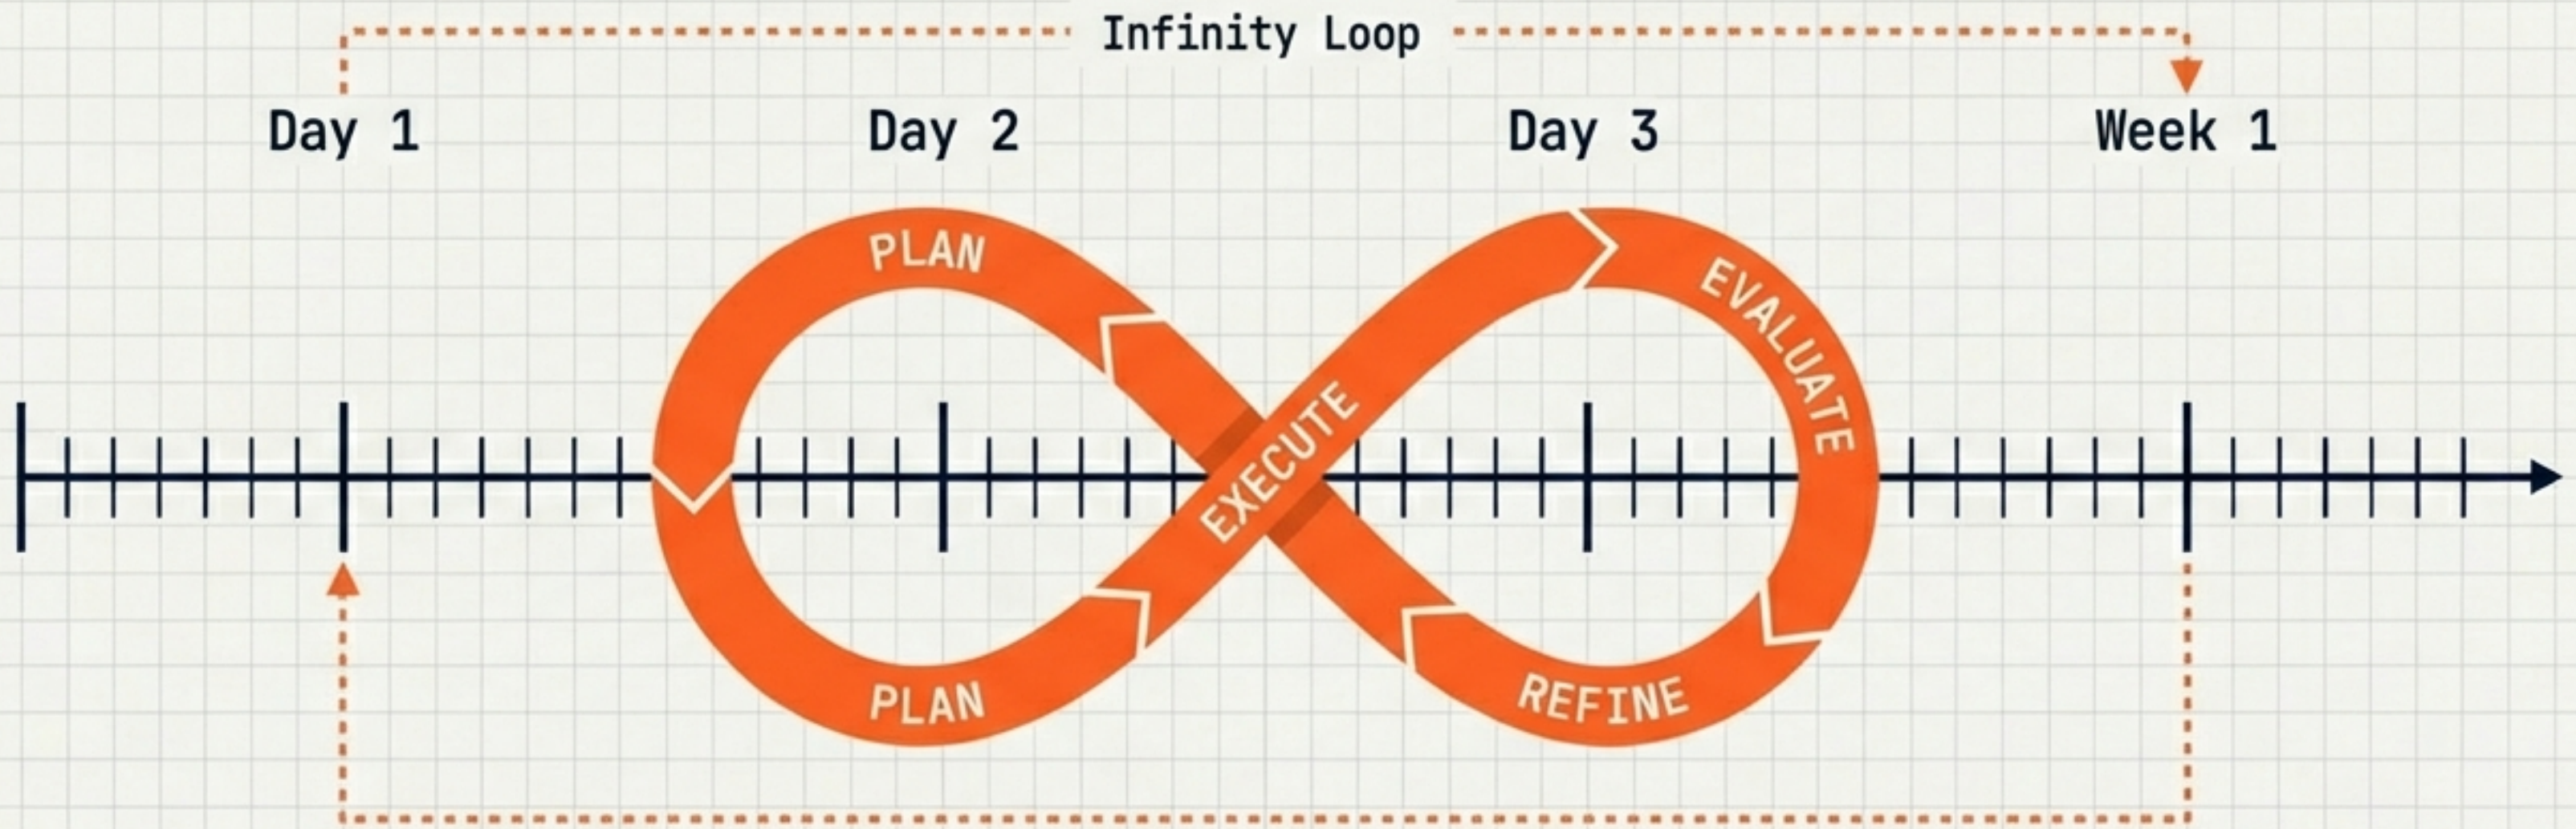 Infinity Loop
Day 1
Day 2
Day 3
Week 1
PLAN
EVALUATE
EXECUTE
PLAN
REFINE